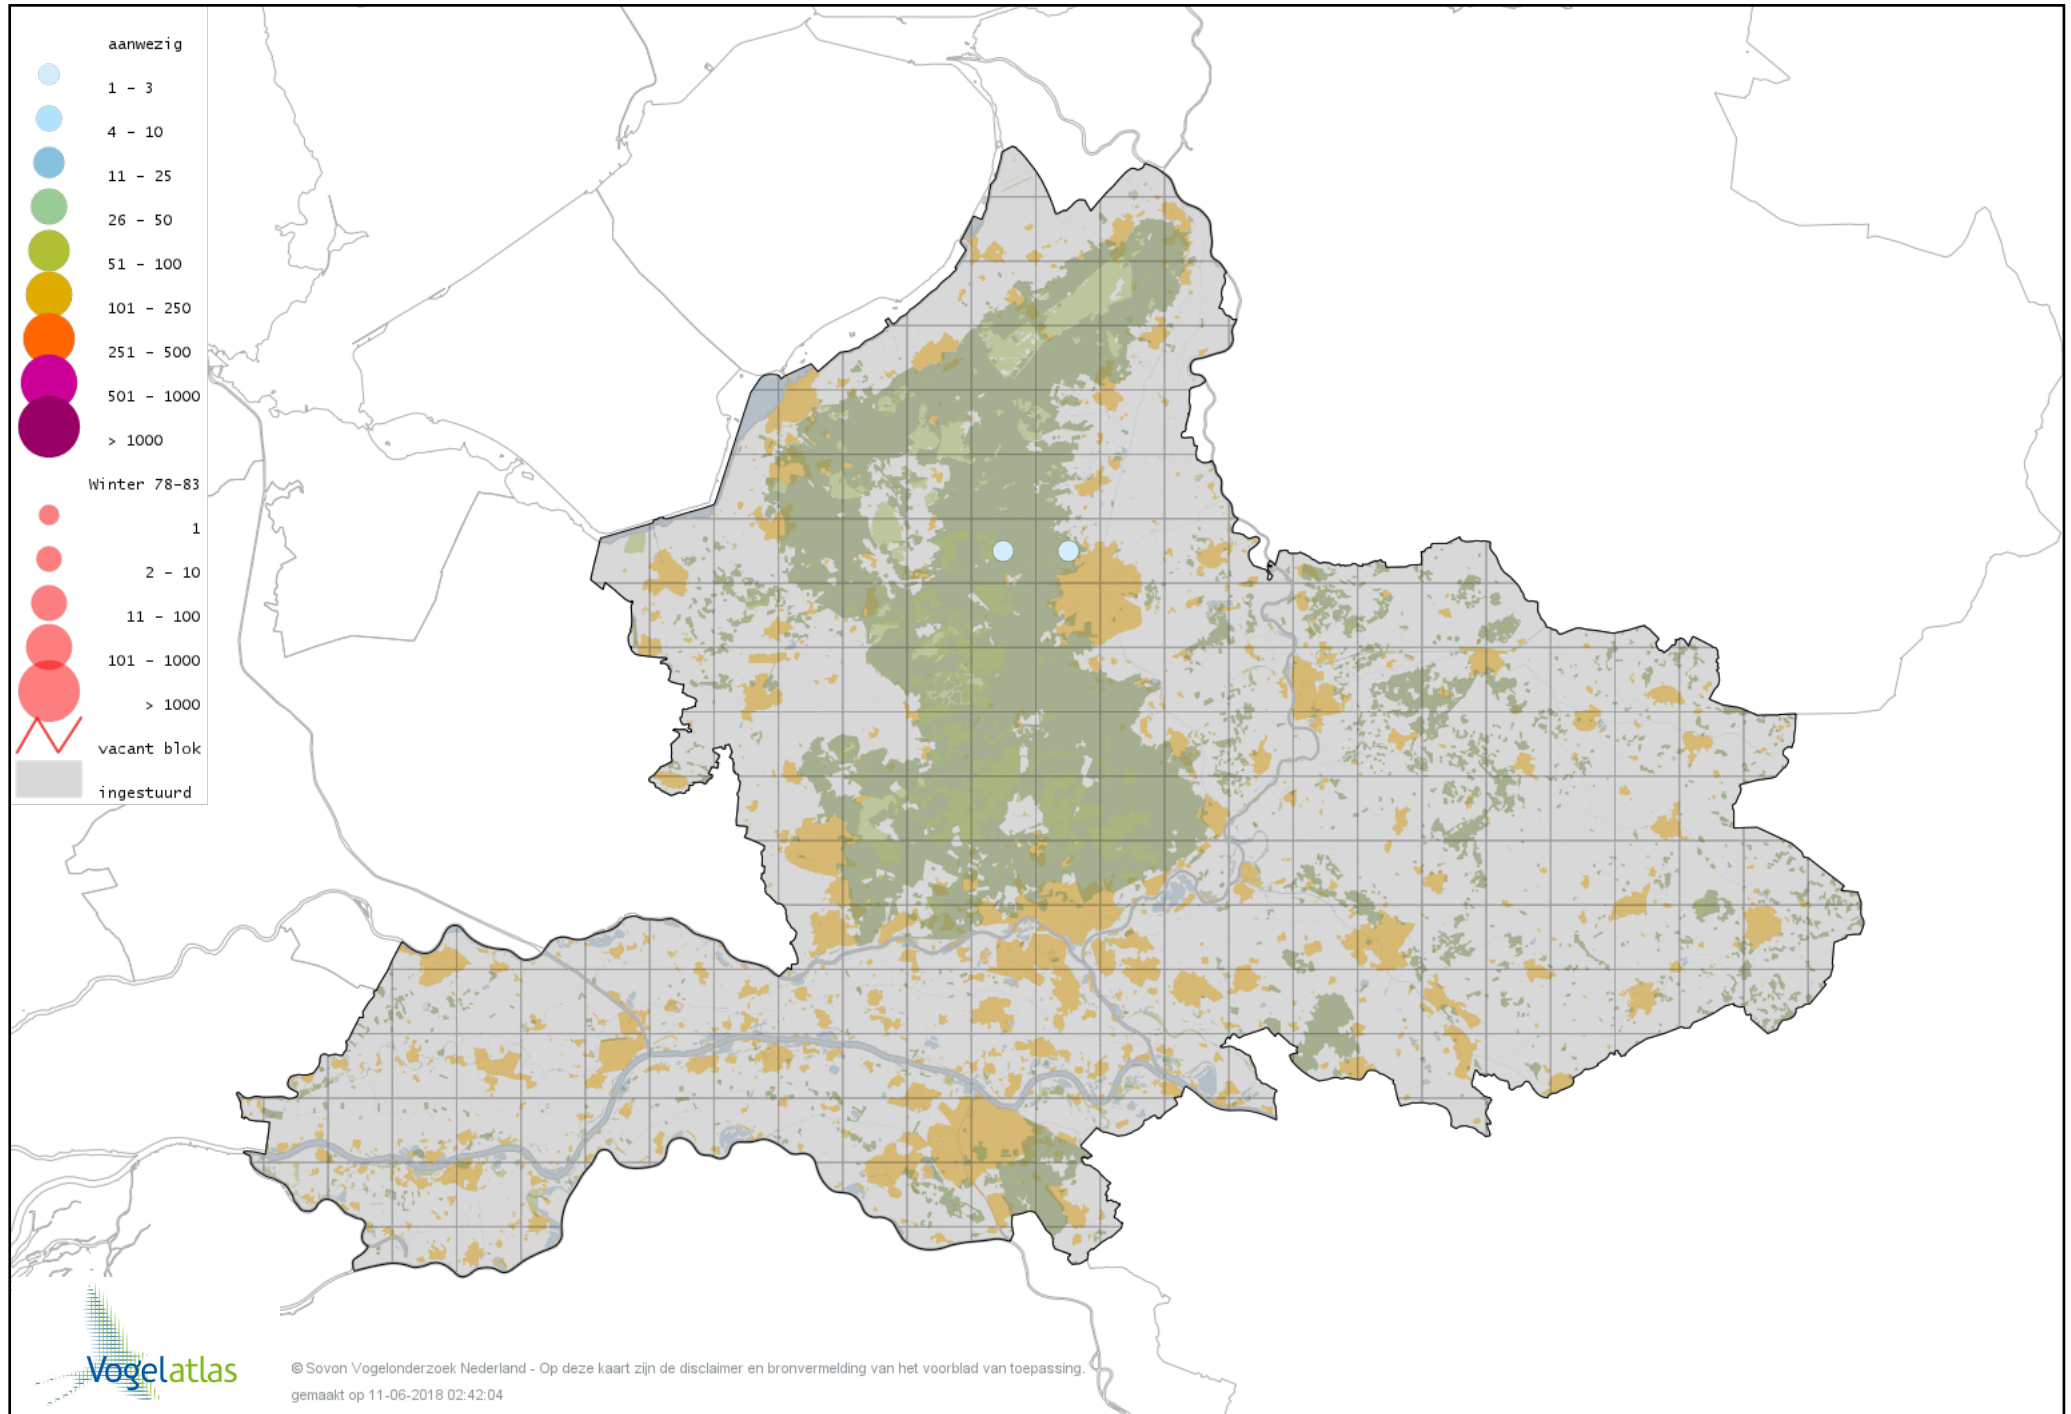 aanwezig
1 - 3
4 - 10
11 - 25
26 - 50
51 - 100
101 - 250
251 - 500
501 - 1000
> 1000
Winter 78-83
1
2 - 10
11 - 100
101 - 1000
> 1000
vacant blok
ingestuurd
Vogelatlas
© Sovon Vogelonderzoek Nederland - Op deze kaart zijn de disclaimer en bronvermelding van het voorblad van toepassing.
gemaakt op 11-06-2018 02:42:04